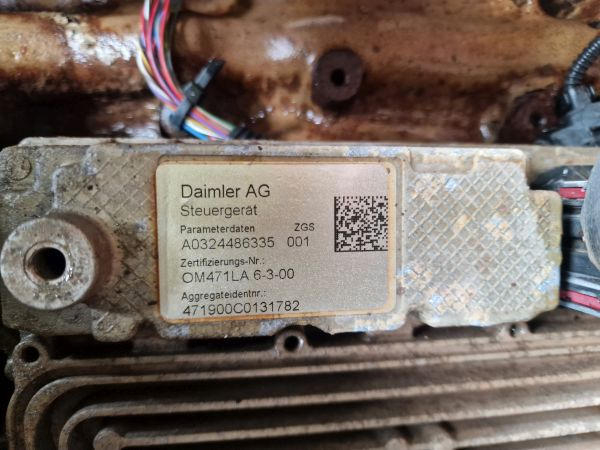 Daimler AG
Steuergerät
Parameterdaten ZGS
A0324486335 001
Zertifizierungs-Nr.:
OM471LA 6-3-00
Aggregateidentnr.:
471900C0131782